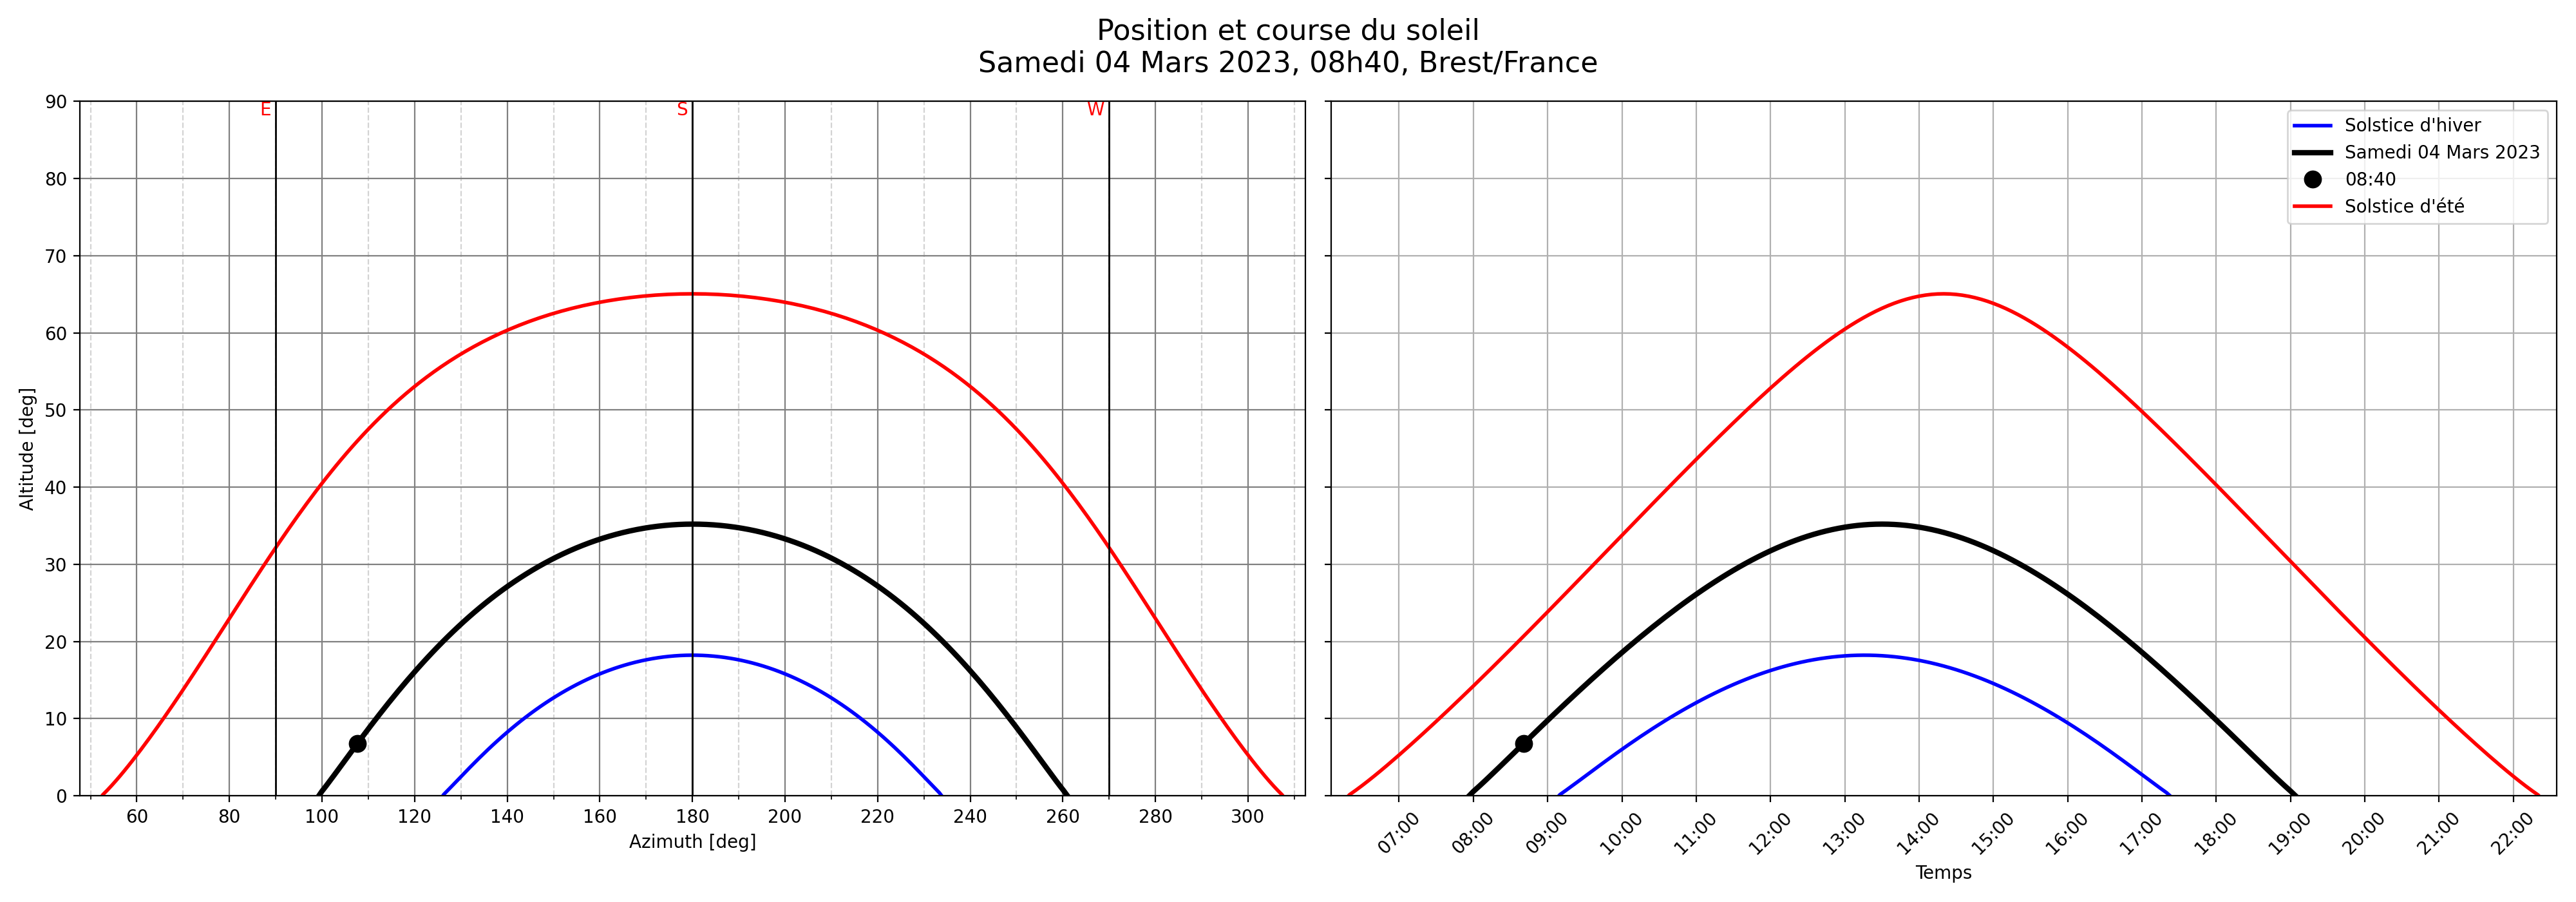 Position et course du soleil
Samedi 04 Mars 2023, 08h40, Brest/France
E
S
W
90
80
70
60
50
40
30
20
10
0
Altitude [deg]
60 80 100 120 140 160 180 200 220 240 260 280 300
Azimuth [deg]
Solstice d'hiver
Samedi 04 Mars 2023
08:40
Solstice d'été
07:00 08:00 09:00 10:00 11:00 12:00 13:00 14:00 15:00 16:00 17:00 18:00 19:00 20:00 21:00 22:00
Temps